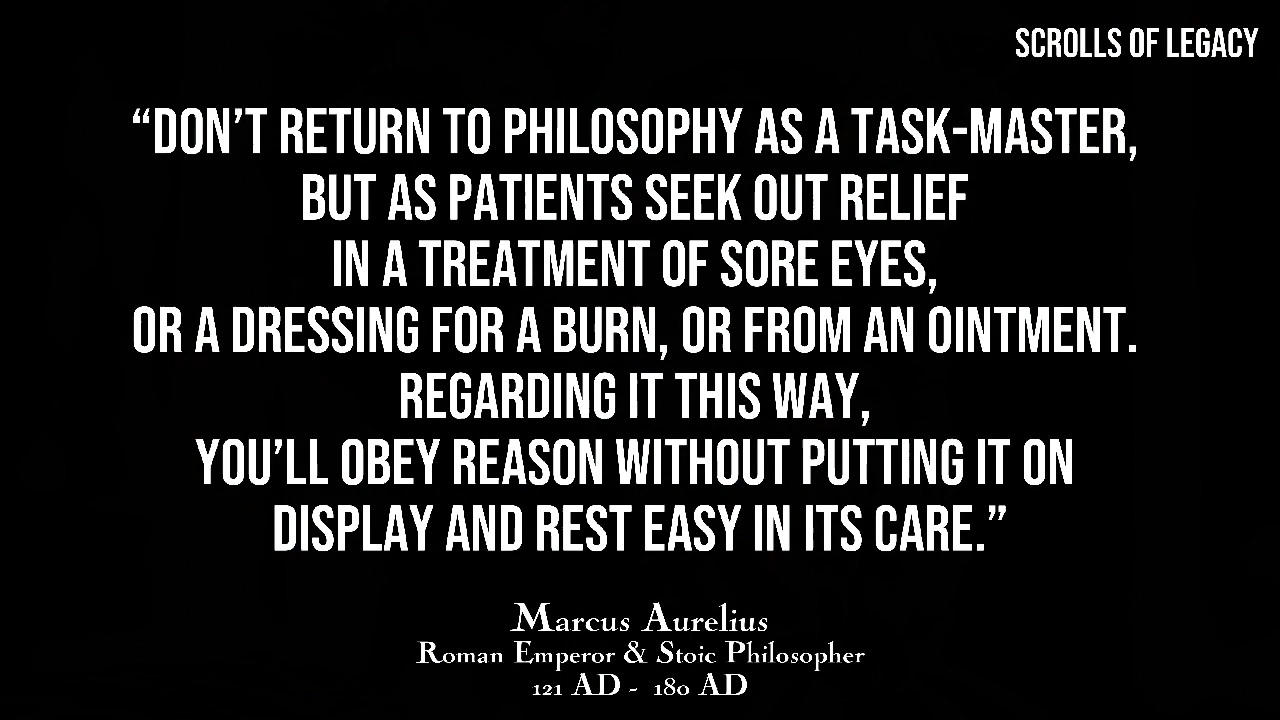 SCROLLS OF LEGACY
“DON’T RETURN TO PHILOSOPHY AS A TASK-MASTER,
BUT AS PATIENTS SEEK OUT RELIEF
IN A TREATMENT OF SORE EYES,
OR A DRESSING FOR A BURN, OR FROM AN OINTMENT.
REGARDING IT THIS WAY,
YOU’LL OBEY REASON WITHOUT PUTTING IT ON
DISPLAY AND REST EASY IN ITS CARE.”
Marcus Aurelius
Roman Emperor & Stoic Philosopher
121 AD - 180 AD